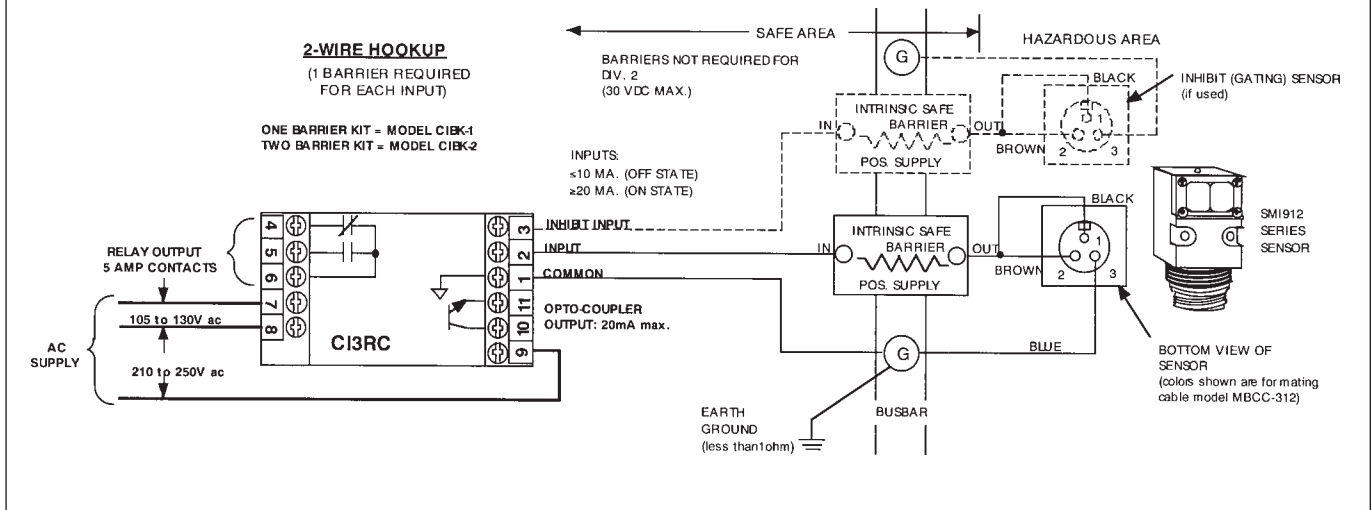 2-WIRE HOOKUP
(1 BARRIER REQUIRED
FOR EACH INPUT)
ONE BARRIER KIT = MODEL CIBK-1
TWO BARRIER KIT = MODEL CIBK-2
SAFE AREA
BARRIERS NOT REQUIRED FOR
DIV. 2
(30 VDC MAX.)
G
HAZARDOUS AREA
BLACK
INHIBIT (GATING) SENSOR
(if used)
INTRINSIC SAFE
BARRIER
IN
OUT
POS. SUPPLY
BROWN
1
2
3
INPUTS:
≤10 MA. (OFF STATE)
≥20 MA. (ON STATE)
RELAY OUTPUT
5 AMP CONTACTS
4
5
6
7
8
CI3RC
3
2
1
11
10
9
INHIBIT INPUT
INPUT
COMMON
OPTO-COUPLER
OUTPUT: 20mA max.
AC
SUPPLY
105 to 130V ac
210 to 250V ac
INTRINSIC SAFE
BARRIER
IN
OUT
POS. SUPPLY
BLACK
BROWN
1
2
3
BLUE
G
EARTH
GROUND
(less than1ohm)
BUSBAR
SMI912
SERIES
SENSOR
BOTTOM VIEW OF
SENSOR
(colors shown are for mating
cable model MBCC-312)